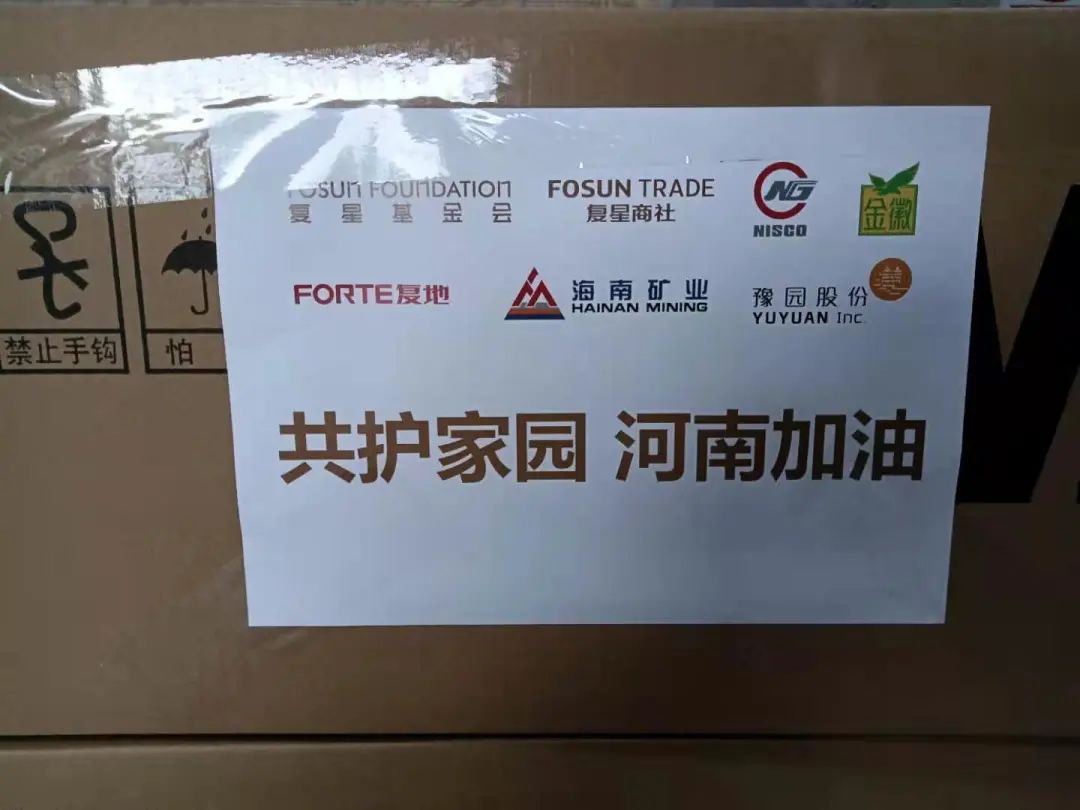 FOSUN FOUNDATION
复星基金会
FOSUN TRADE
复星商社
NG
NISCO
金徽
FORTE复地
海南矿业
HAINAN MINING
豫园股份
YUYUAN Inc.
共护家园 河南加油
禁止手钩
怕